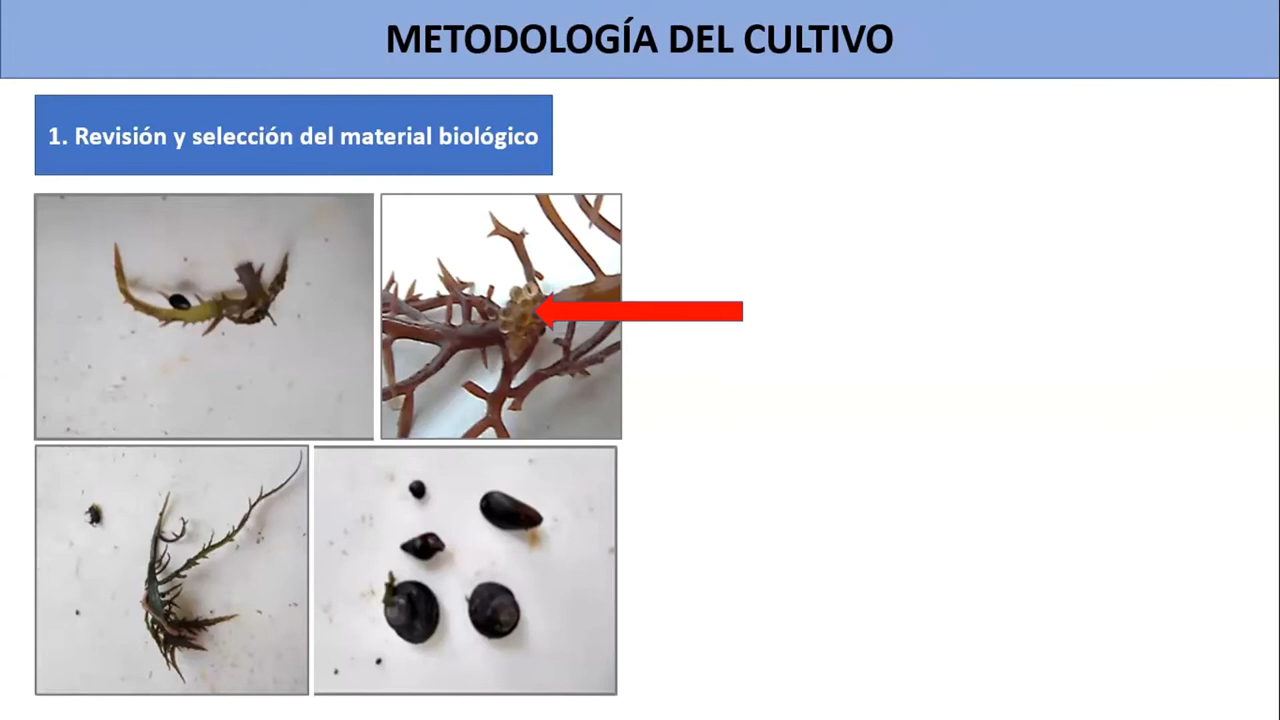 METODOLOGÍA DEL CULTIVO
1. Revisión y selección del material biológico